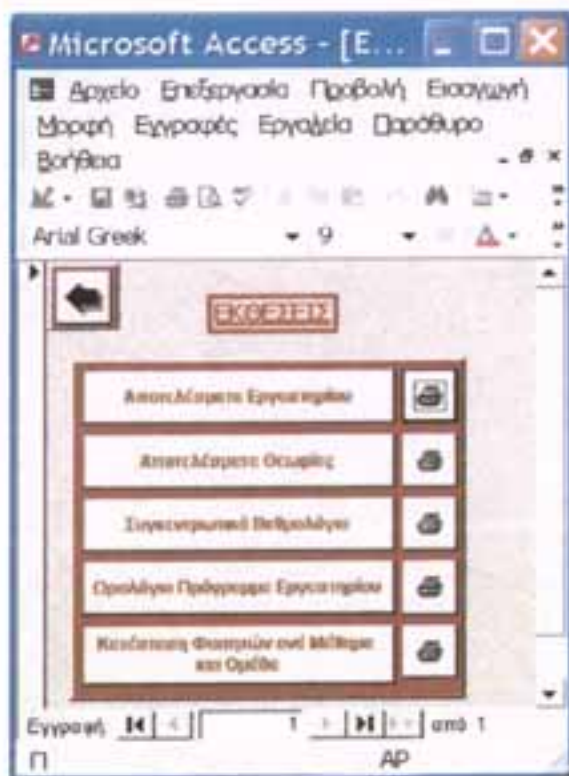 Microsoft Access - [E...
Αρχείο Επεξεργασία Προβολή Εισαγωγή
Μορφή Εγγραφές Εργαλεία Παράθυρο
Βοήθεια
Arial Greek 9
ΕΚΘΕΣΕΙΣ
Αποτελέσματα Εργαστηρίου
Αποτελέσματα Θεωρίας
Συγκεντρωτικό Βαθμολόγιο
Ωρολόγιο Πρόγραμμα Εργαστηρίου
Κατάσταση Φοιτητών ανά Μάθημα
και Ομάδα
Εγγραφή 1 από 1
Π ΑΡ